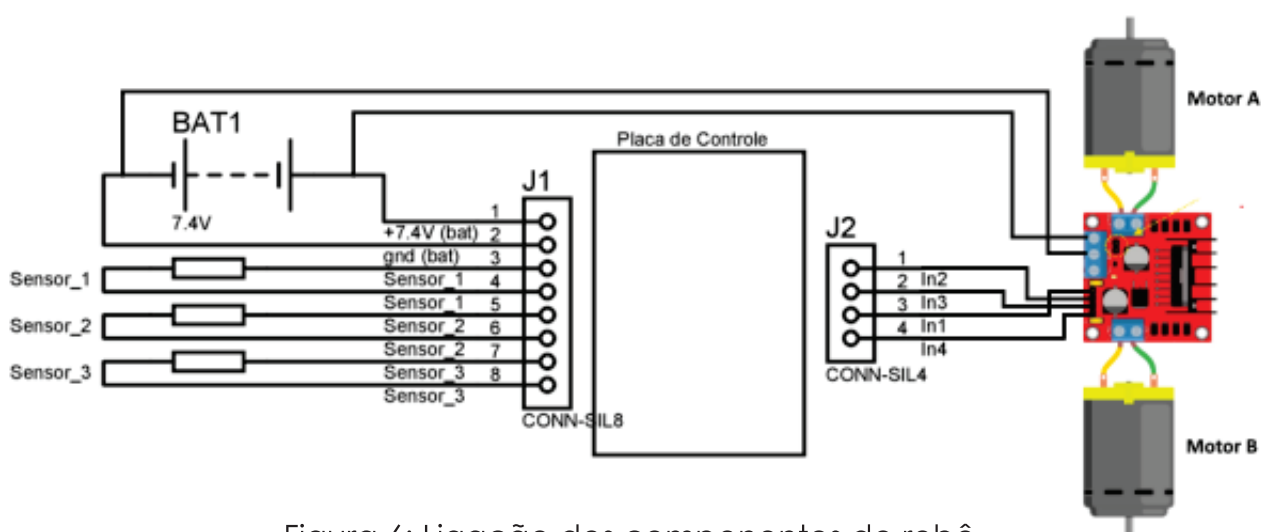 BAT1
7.4V
Sensor_1
Sensor_2
Sensor_3
J1
1
+7.4V (bat) 2
gnd (bat) 3
Sensor_1 4
Sensor_1 5
Sensor_2 6
Sensor_2 7
Sensor_3 8
Sensor_3
CONN-SIL8
Placa de Controle
J2
1
2 In2
3 In3
4 In1
In4
CONN-SIL4
Motor A
Motor B